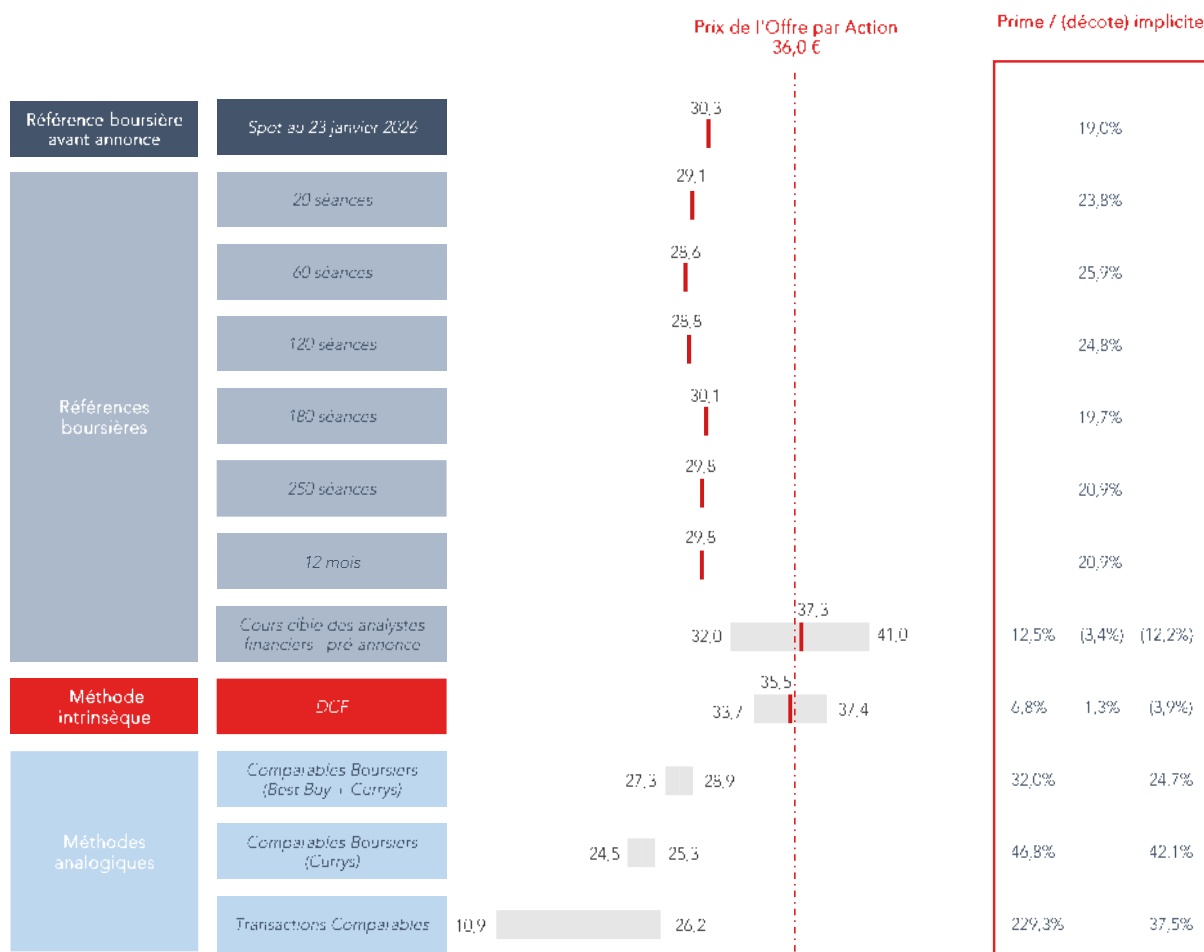 Prix de l'Offre par Action
36,0 €
Prime / (décote) implicite
Référence boursière
avant annonce
Spot au 23 janvier 2026
30,3
19,0%
Références
boursières
20 séances
29,1
23,8%
60 séances
28,6
25,9%
120 séances
28,8
24,8%
180 séances
30,1
19,7%
250 séances
29,8
20,9%
12 mois
29,8
20,9%
Cours cible des analystes
financiers pré annonce
32,0
37,3
41,0
12,5% (3,4%) (12,2%)
Méthode
intrinsèque
DCF
33,7
35,5
37,4
6,8% 1,3% (3,9%)
Méthodes
analogiques
Comparables Boursiers
(Best Buy + Currys)
27,3 28,9
32,0% 24.7%
Comparables Boursiers
(Currys)
24,5 25,3
46,8% 42.1%
Transactions Comparables
10,9 26,2
229,3% 37,5%